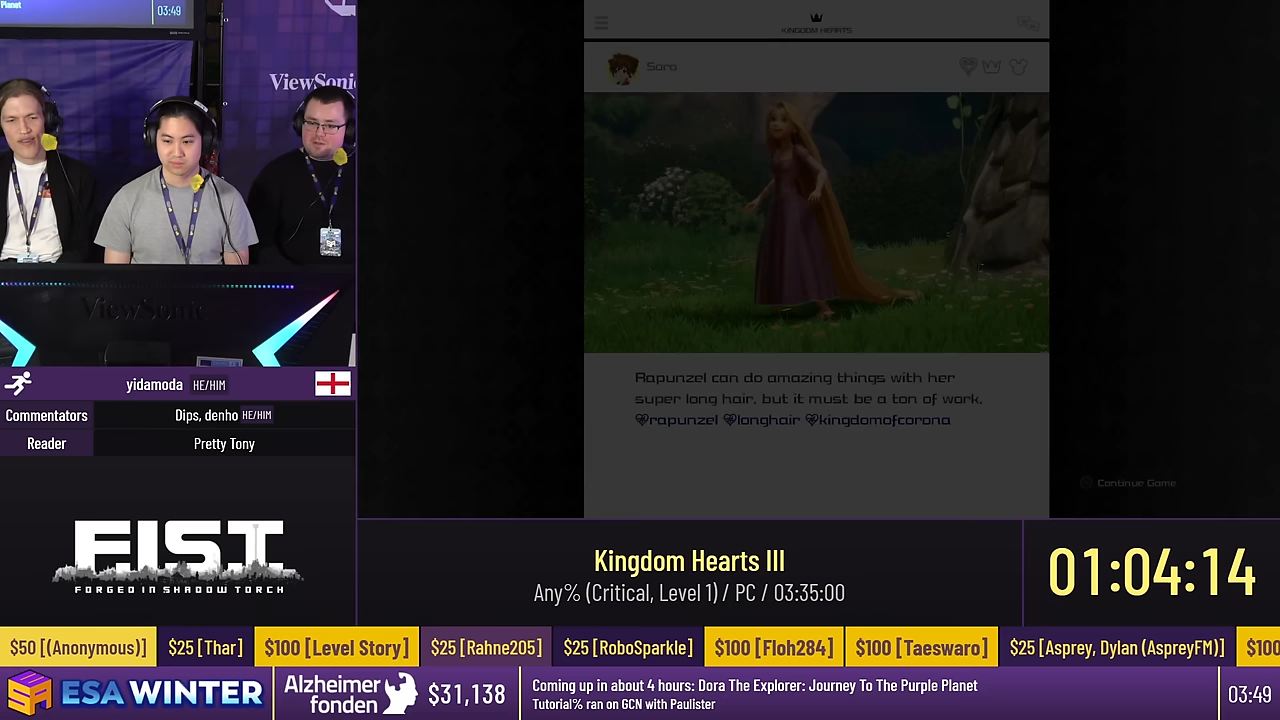 Planet
03:49
ViewSonic
ViewSonic
KINGDOM HEARTS
Sora
Rapunzel can do amazing things with her
super long hair, but it must be a ton of work.
rapunzel longhair kingdomofcorona
Continue Game
yidamoda HE/HIM
Commentators Dips, denho HE/HIM
Reader Pretty Tony
F.I.S.T
FORGED IN SHADOW TORCH
Kingdom Hearts III
Any% (Critical, Level 1) / PC / 03:35:00
01:04:14
$50 [(Anonymous)] $25 [Thar] $100 [Level Story] $25 [Rahne205] $25 [RoboSparkle] $100 [Floh284] $100 [Taeswaro] $25 [Asprey, Dylan (AspreyFM)] $100
ESA WINTER
Alzheimer
fonden
$31,138
Coming up in about 4 hours: Dora The Explorer: Journey To The Purple Planet
Tutorial% ran on GCN with Paulister
03:49